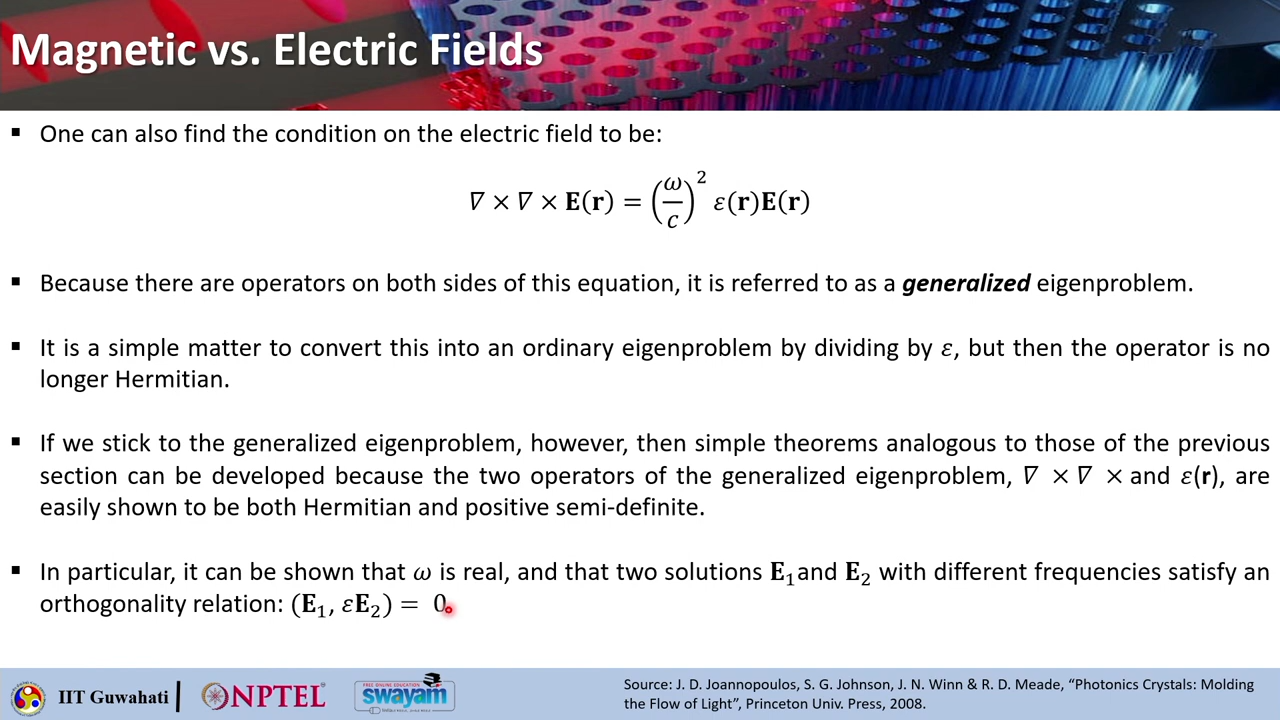 Magnetic vs. Electric Fields
▪ One can also find the condition on the electric field to be:
∇ × ∇ × E(r) = (ω/c)² ε(r)E(r)
▪ Because there are operators on both sides of this equation, it is referred to as a generalized eigenproblem.
▪ It is a simple matter to convert this into an ordinary eigenproblem by dividing by ε, but then the operator is no
longer Hermitian.
▪ If we stick to the generalized eigenproblem, however, then simple theorems analogous to those of the previous
section can be developed because the two operators of the generalized eigenproblem, ∇ × ∇ × and ε(r), are
easily shown to be both Hermitian and positive semi-definite.
▪ In particular, it can be shown that ω is real, and that two solutions E₁and E₂ with different frequencies satisfy an
orthogonality relation: (E₁, εE₂) = 0.
IIT Guwahati
NPTEL
FREE ONLINE EDUCATION
swayam
Source: J. D. Joannopoulos, S. G. Johnson, J. N. Winn & R. D. Meade, “Photonics Crystals: Molding
the Flow of Light”, Princeton Univ. Press, 2008.